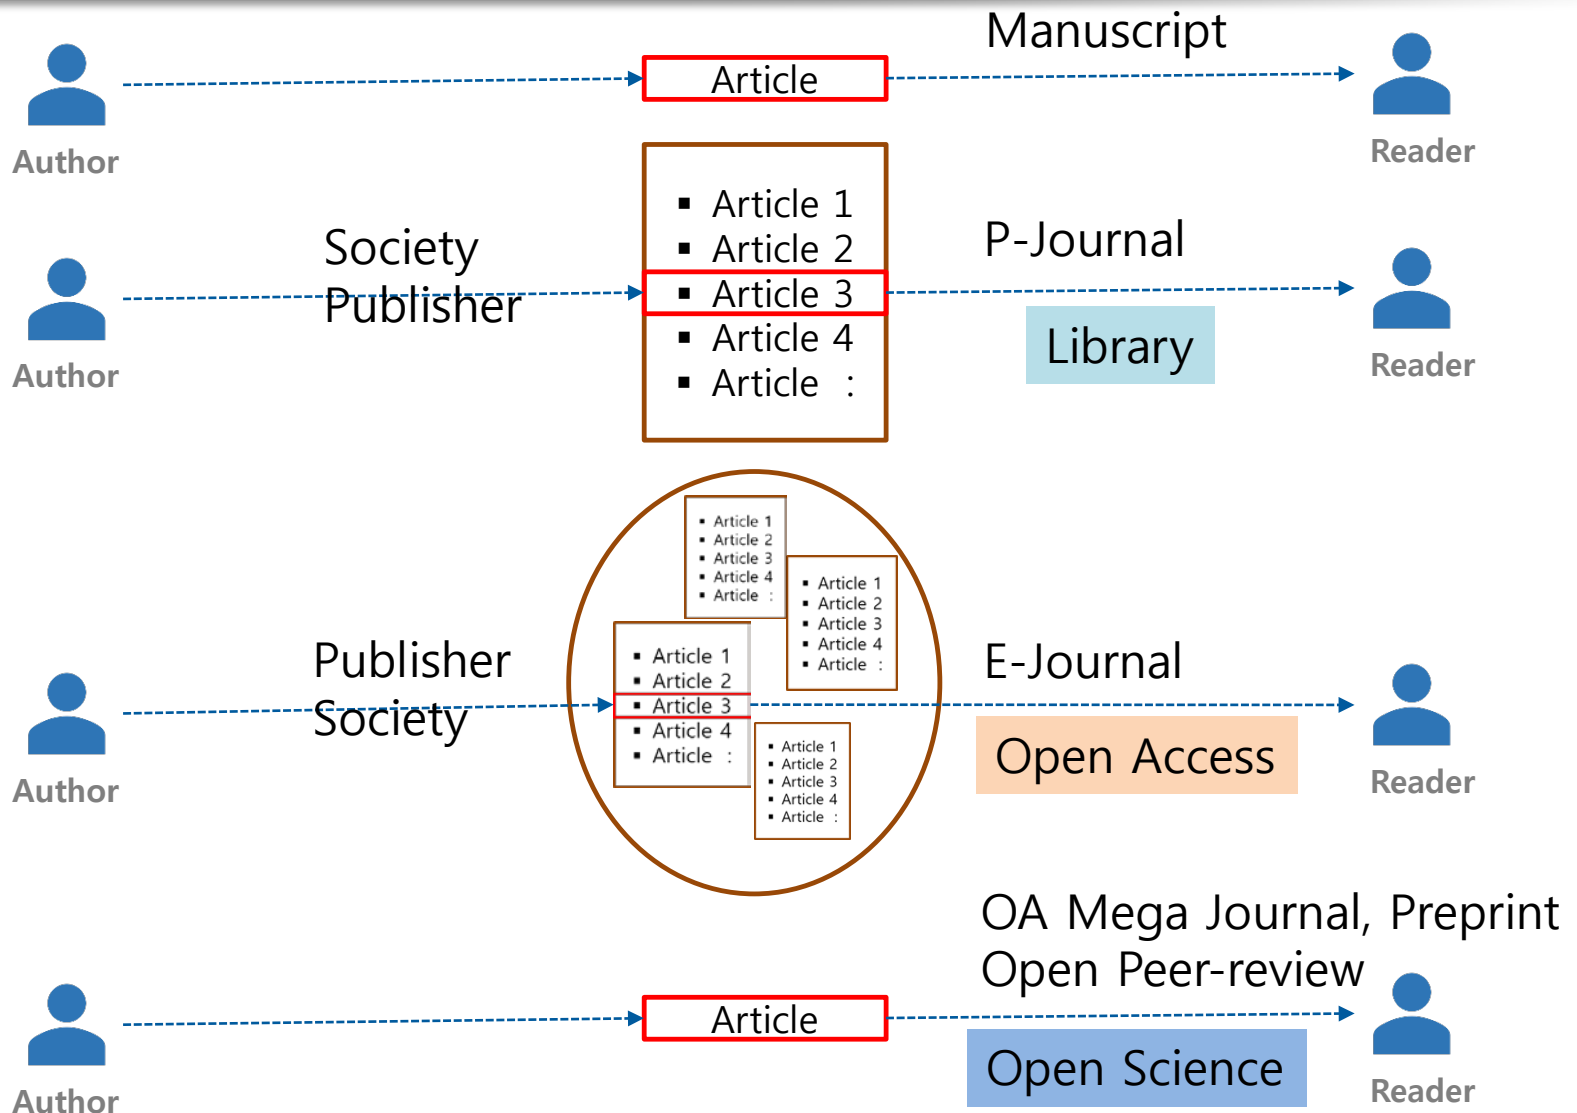 Manuscript
Article
Author
Reader
Society
Publisher
▪ Article 1
▪ Article 2
▪ Article 3
▪ Article 4
▪ Article :
P-Journal
Library
Author
Reader
Publisher
Society
▪ Article 1
▪ Article 2
▪ Article 3
▪ Article 4
▪ Article :
▪ Article 1
▪ Article 2
▪ Article 3
▪ Article 4
▪ Article :
▪ Article 1
▪ Article 2
▪ Article 3
▪ Article 4
▪ Article :
▪ Article 1
▪ Article 2
▪ Article 3
▪ Article 4
▪ Article :
E-Journal
Open Access
Author
Reader
OA Mega Journal, Preprint
Open Peer-review
Article
Open Science
Author
Reader